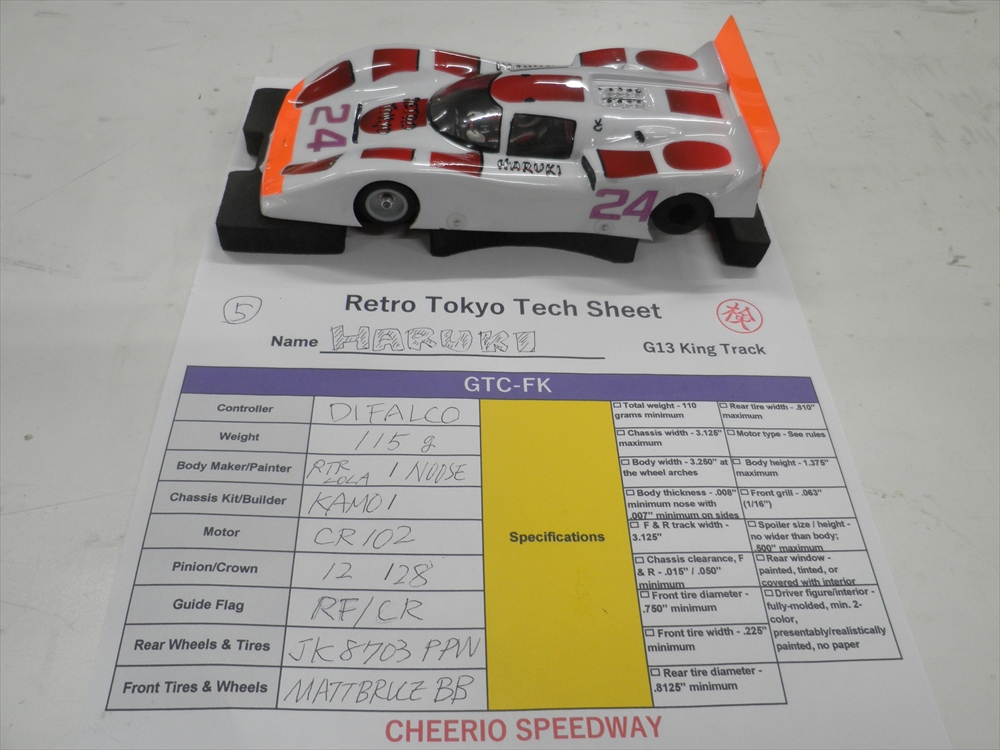 24
HARUKI
24
5
Retro Tokyo Tech Sheet
Name HARUKI
G13 King Track
GTC-FK
Controller DIFALCO
Weight 115 g
Body Maker/Painter RTR LOLA / NOOSE
Chassis Kit/Builder KAMOI
Motor CR102
Pinion/Crown 12 128
Guide Flag RF/CR
Rear Wheels & Tires JK8703 PPW
Front Tires & Wheels MATTBRUCE BB
Specifications
Total weight - 110
grams minimum
Rear tire width - .810"
maximum
Chassis width - 3.125"
maximum
Motor type - See rules
Body width - 3.250" at
the wheel arches
Body height - 1.375"
maximum
Body thickness - .008"
minimum nose with
.007" minimum on sides
Front grill - .063"
(1/16")
F & R track width -
3.125"
Spoiler size / height -
no wider than body;
.500" maximum
Chassis clearance, F
& R - .015" / .050"
minimum
Rear window -
painted, tinted, or
covered with interior
Front tire diameter -
.750" minimum
Driver figure/interior -
fully-molded, min. 2-
color,
presentably/realistically
painted, no paper
Front tire width - .225"
minimum
Rear tire diameter -
.8125" minimum
CHEERIO SPEEDWAY